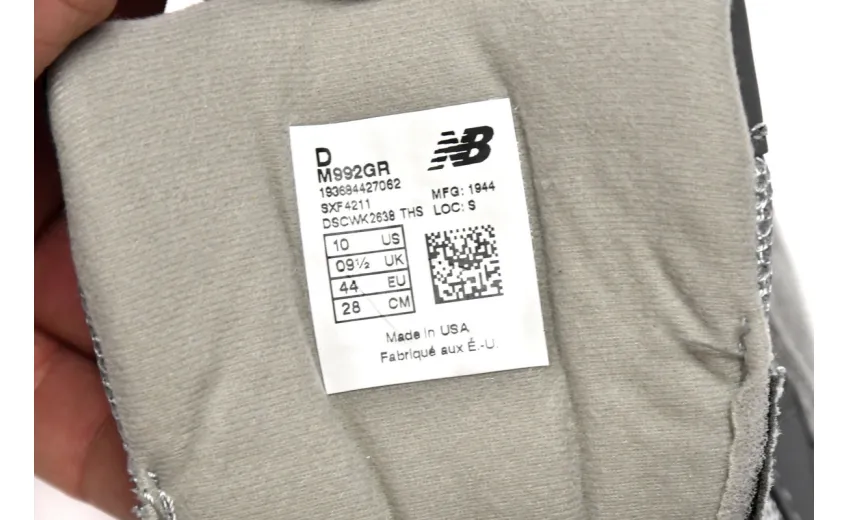 D
NB
M992GR
193684427062
SXF4211
DSCWK2638 THS
MFG: 1944
LOC: S
10 US
09½ UK
44 EU
28 CM
Made in USA
Fabriqué aux É.-U.